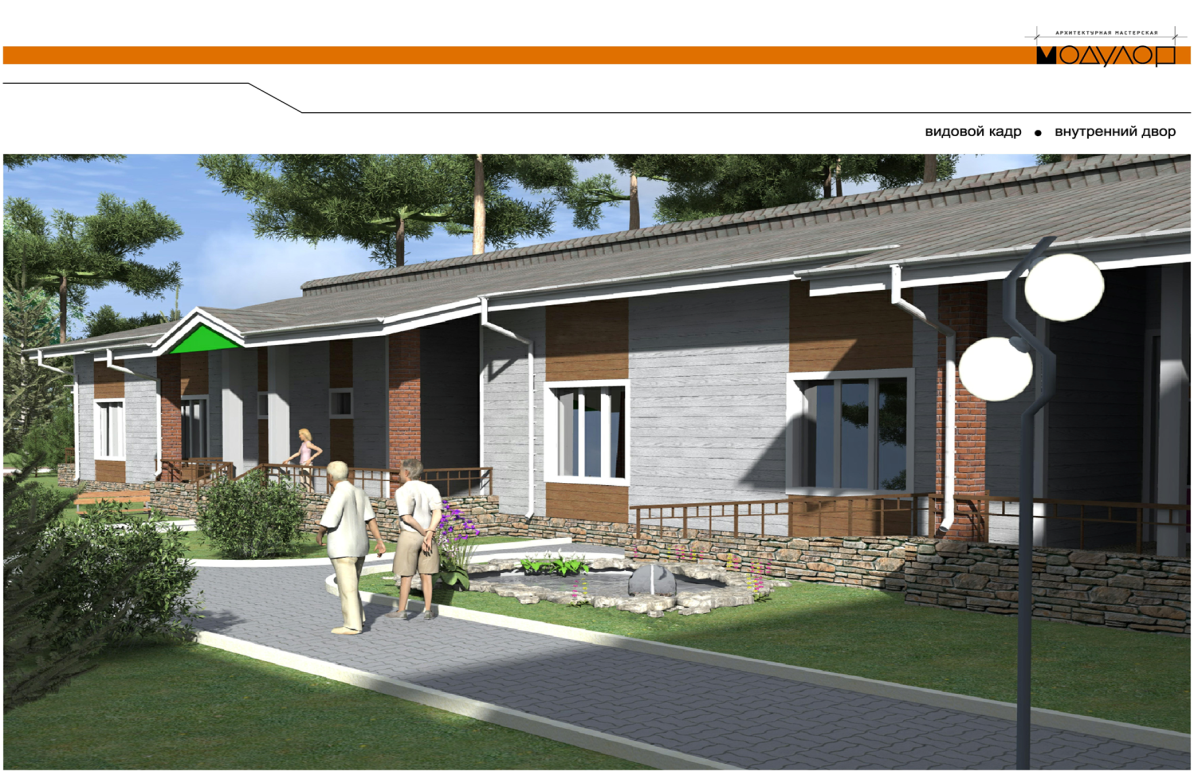 АРХИТЕКТУРНАЯ МАСТЕРСКАЯ
МОДУЛОР
видовой кадр ● внутренний двор